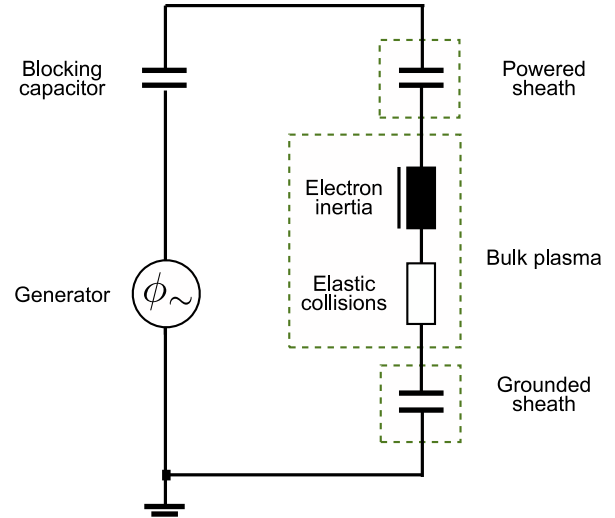 Blocking
capacitor
Powered
sheath
Electron
inertia
Bulk plasma
Elastic
collisions
Generator
ϕ~
Grounded
sheath